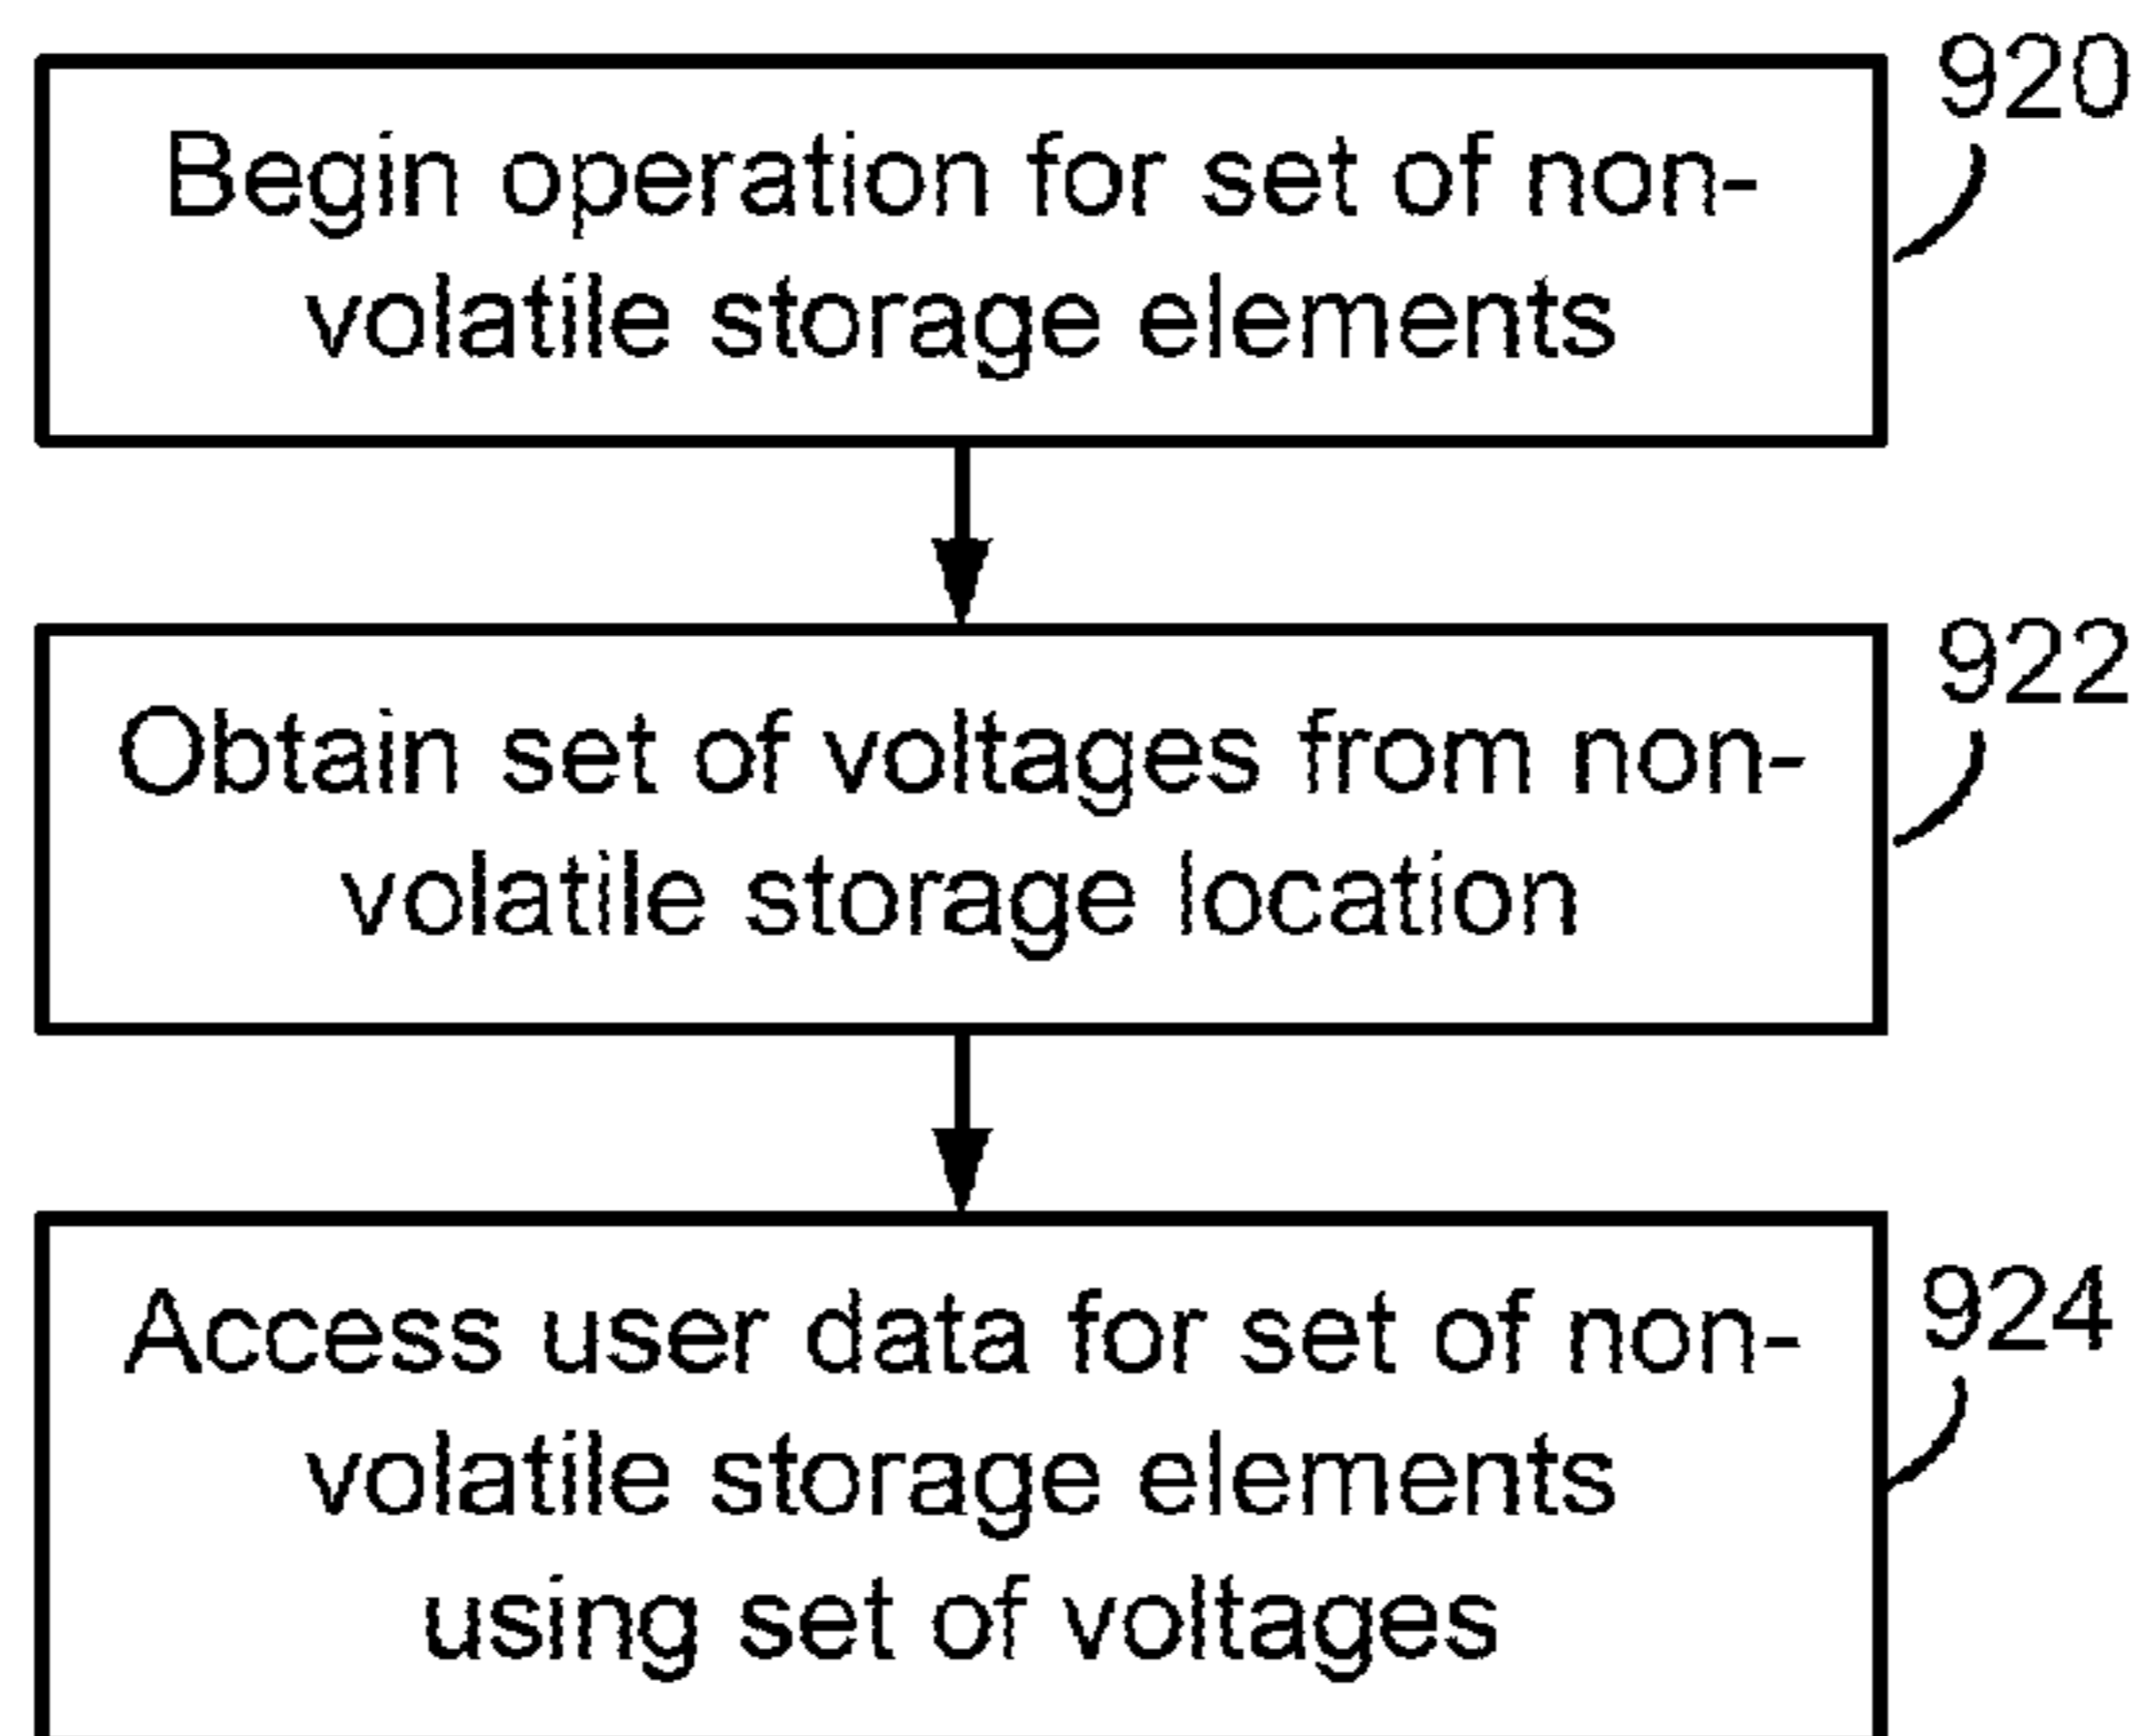 920
Begin operation for set of non-
volatile storage elements
922
Obtain set of voltages from non-
volatile storage location
924
Access user data for set of non-
volatile storage elements
using set of voltages